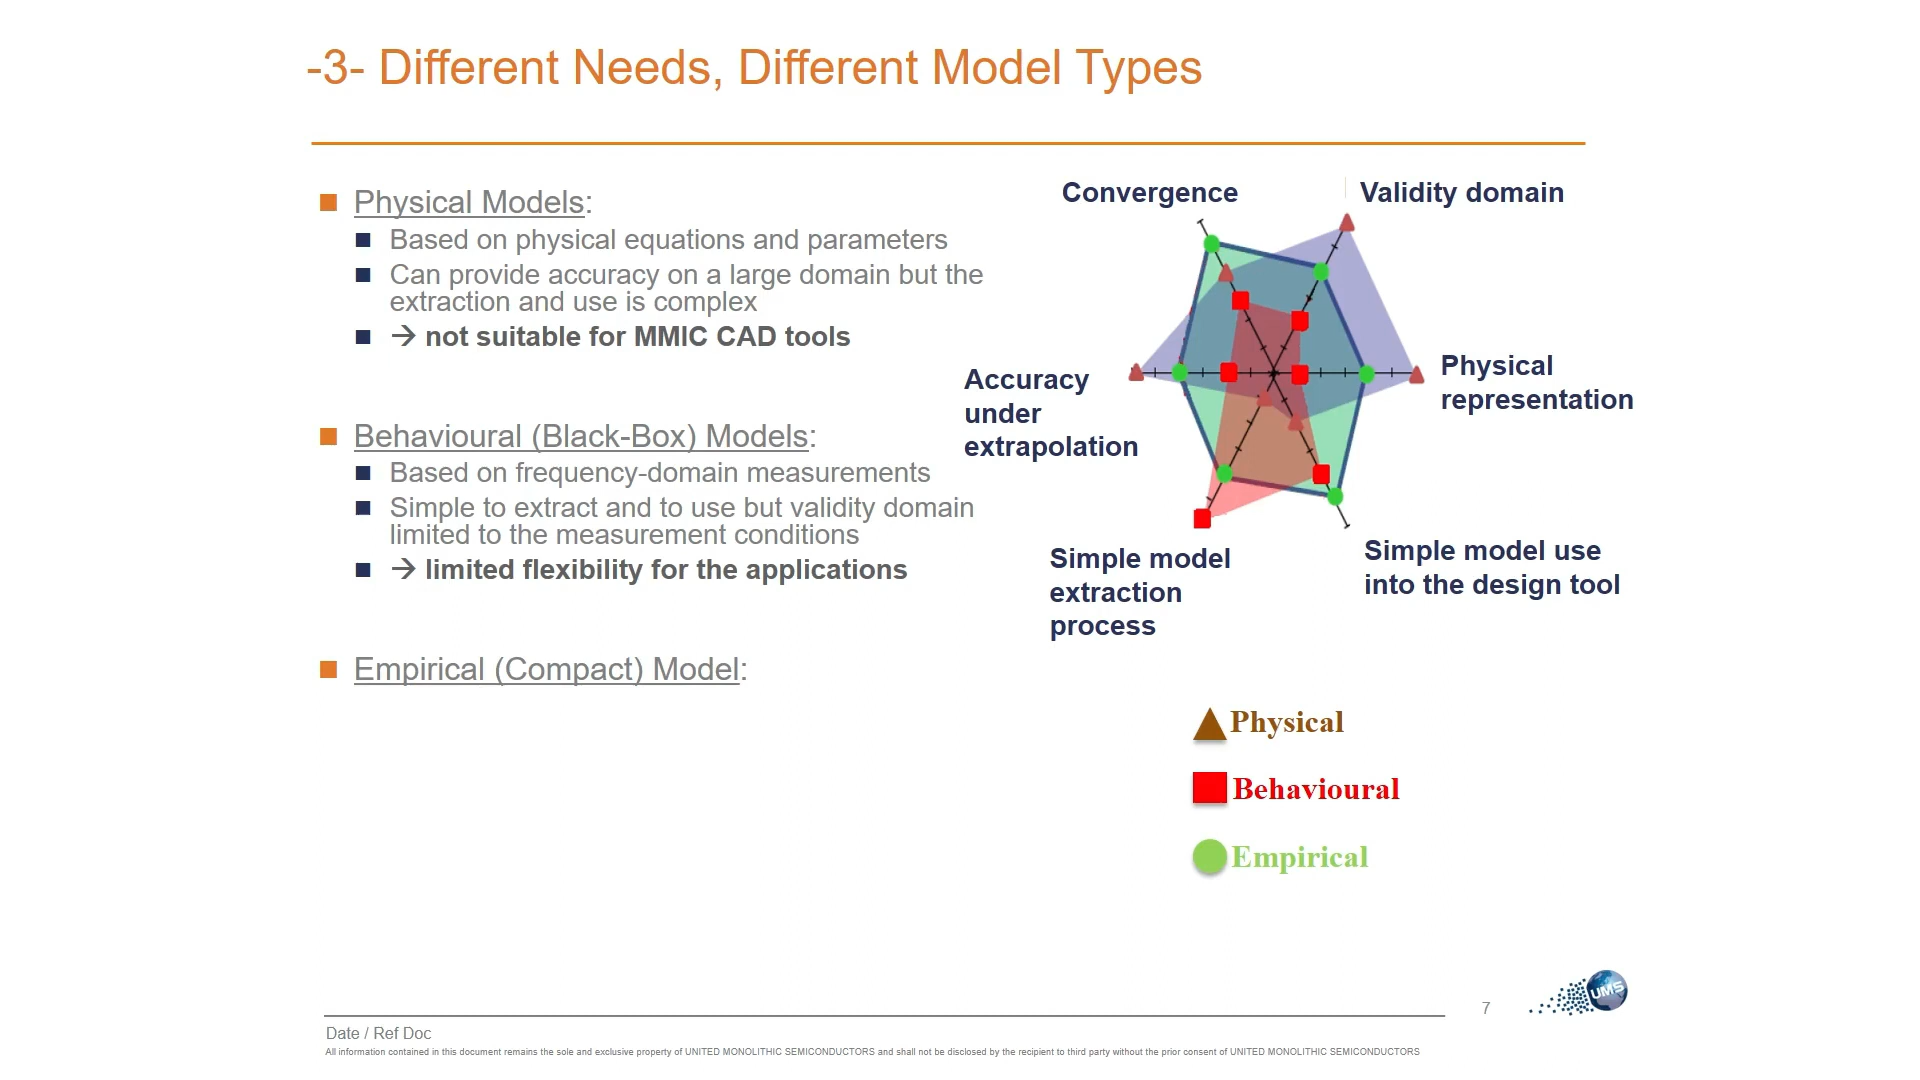 -3- Different Needs, Different Model Types
Physical Models:
Based on physical equations and parameters
Can provide accuracy on a large domain but the
extraction and use is complex
→ not suitable for MMIC CAD tools
Behavioural (Black-Box) Models:
Based on frequency-domain measurements
Simple to extract and to use but validity domain
limited to the measurement conditions
→ limited flexibility for the applications
Empirical (Compact) Model:
Convergence
Validity domain
Accuracy
under
extrapolation
Physical
representation
Simple model
extraction
process
Simple model use
into the design tool
Physical
Behavioural
Empirical
7
UMS
Date / Ref Doc
All information contained in this document remains the sole and exclusive property of UNITED MONOLITHIC SEMICONDUCTORS and shall not be disclosed by the recipient to third party without the prior consent of UNITED MONOLITHIC SEMICONDUCTORS